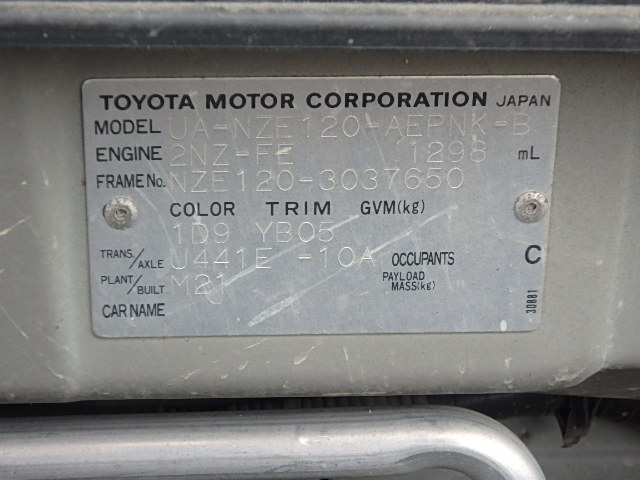 TOYOTA MOTOR CORPORATION JAPAN
MODEL UA-NZE120-AEPNK-B
ENGINE 2NZ-FE 1298 mL
FRAME No. NZE120-3037650
COLOR TRIM GVM(kg)
1D9 YB05
TRANS./AXLE U441E -10A OCCUPANTS C
PLANT/BUILT M21 PAYLOAD MASS(kg)
CAR NAME
30881